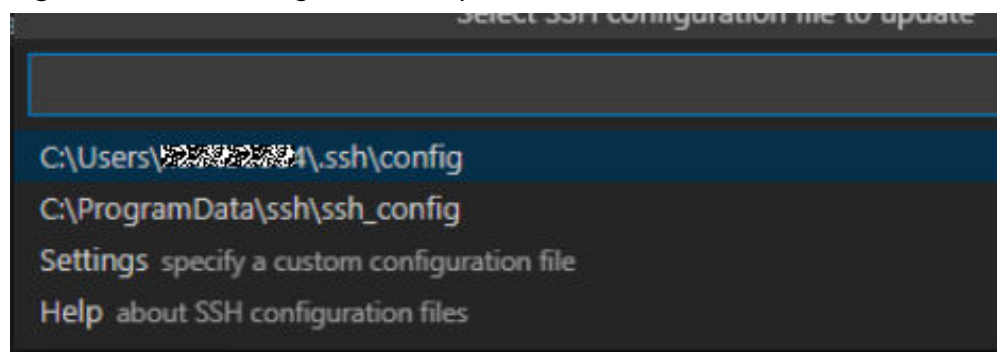 Select SSH configuration file to update
C:\Users\4\.ssh\config
C:\ProgramData\ssh\ssh_config
Settings specify a custom configuration file
Help about SSH configuration files